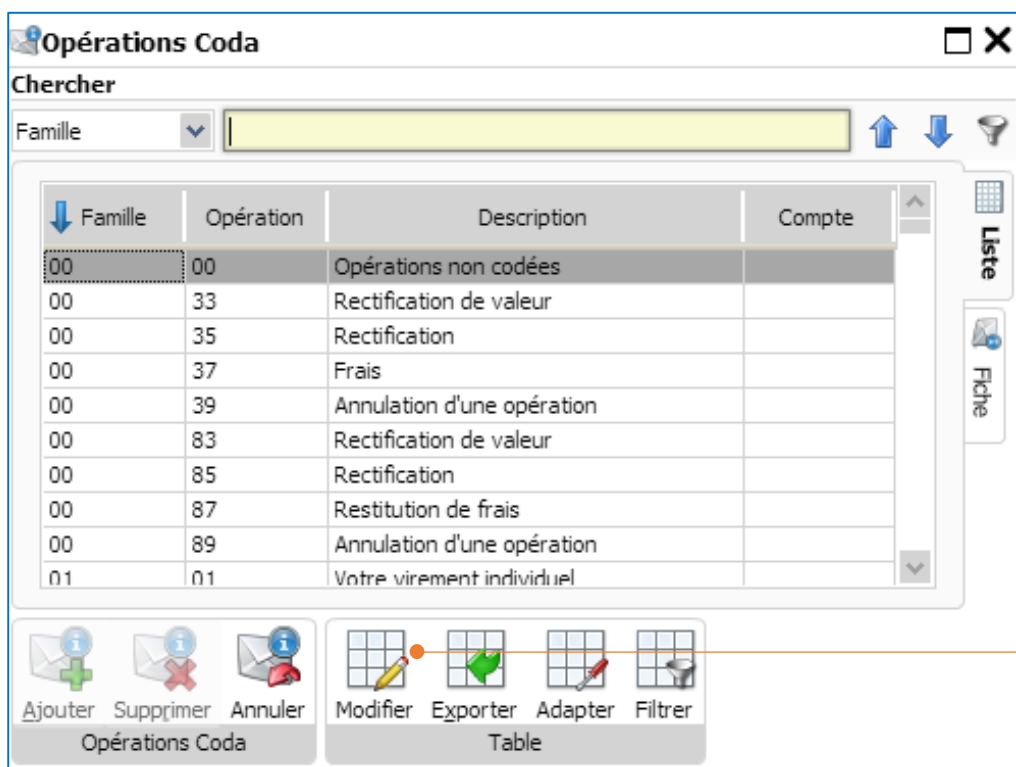 Opérations Coda
Chercher
Famille
Famille Opération Description Compte
00 00 Opérations non codées
00 33 Rectification de valeur
00 35 Rectification
00 37 Frais
00 39 Annulation d'une opération
00 83 Rectification de valeur
00 85 Rectification
00 87 Restitution de frais
00 89 Annulation d'une opération
01 01 Votre virement individuel
Liste
Fiche
Ajouter Supprimer Annuler Modifier Exporter Adapter Filtrer
Opérations Coda Table